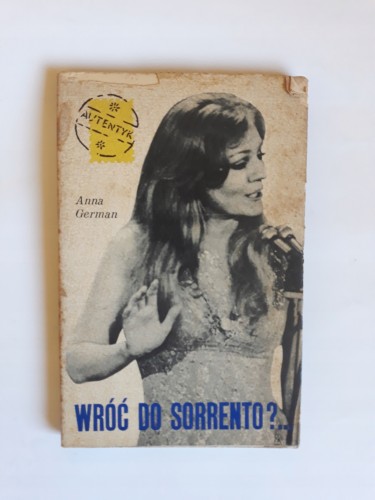 AUTENTYK
Anna
German
WRÓĆ DO SORRENTO?..